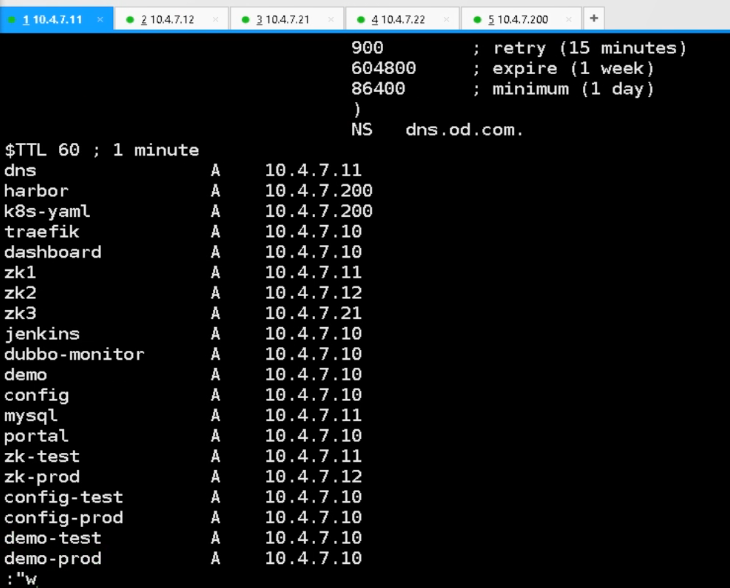 1 10.4.7.11 × 2 10.4.7.12 × 3 10.4.7.21 × 4 10.4.7.22 × 5 10.4.7.200 × +
900 ; retry (15 minutes)
604800 ; expire (1 week)
86400 ; minimum (1 day)
)
NS dns.od.com.
$TTL 60 ; 1 minute
dns A 10.4.7.11
harbor A 10.4.7.200
k8s-yaml A 10.4.7.200
traefik A 10.4.7.10
dashboard A 10.4.7.10
zk1 A 10.4.7.11
zk2 A 10.4.7.12
zk3 A 10.4.7.21
jenkins A 10.4.7.10
dubbo-monitor A 10.4.7.10
demo A 10.4.7.10
config A 10.4.7.10
mysql A 10.4.7.11
portal A 10.4.7.10
zk-test A 10.4.7.11
zk-prod A 10.4.7.12
config-test A 10.4.7.10
config-prod A 10.4.7.10
demo-test A 10.4.7.10
demo-prod A 10.4.7.10
:"w